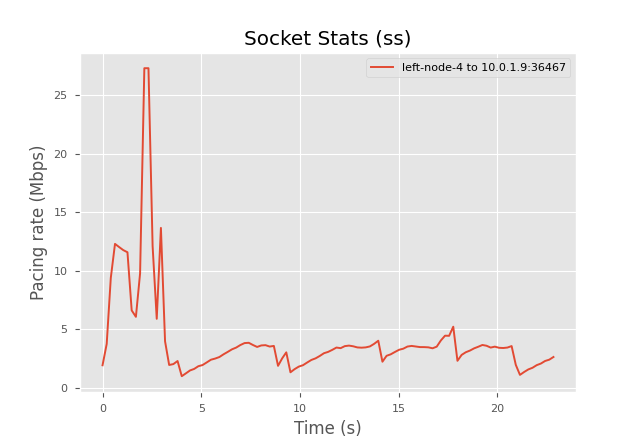 Socket Stats (ss)
left-node-4 to 10.0.1.9:36467
Pacing rate (Mbps)
25
20
15
10
5
0
0 5 10 15 20
Time (s)